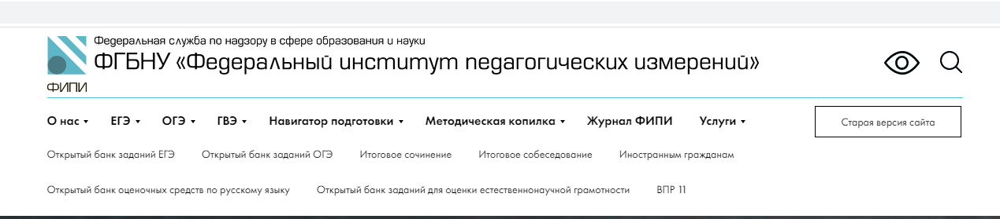 Федеральная служба по надзору в сфере образования и науки
ФГБНУ «Федеральный институт педагогических измерений»
ФИПИ
О нас ЕГЭ ОГЭ ГВЭ Навигатор подготовки Методическая копилка Журнал ФИПИ Услуги Старая версия сайта
Открытый банк заданий ЕГЭ Открытый банк заданий ОГЭ Итоговое сочинение Итоговое собеседование Иностранным гражданам
Открытый банк оценочных средств по русскому языку Открытый банк заданий для оценки естественнонаучной грамотности ВПР 11